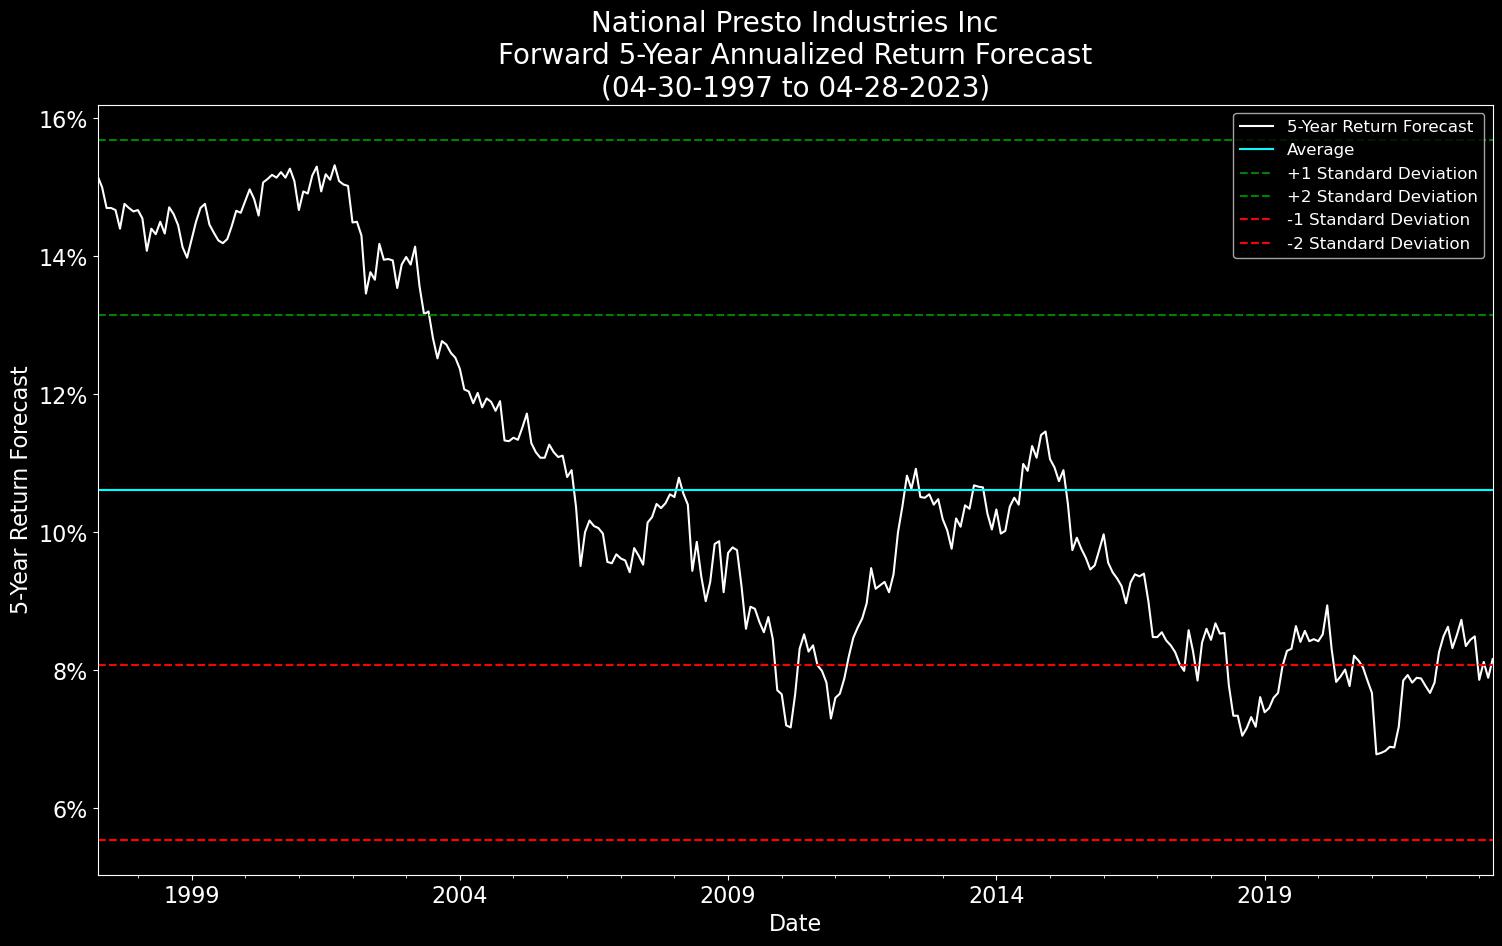 National Presto Industries Inc
Forward 5-Year Annualized Return Forecast
(04-30-1997 to 04-28-2023)
5-Year Return Forecast
16%
14%
12%
10%
8%
6%
5-Year Return Forecast
Average
+1 Standard Deviation
+2 Standard Deviation
-1 Standard Deviation
-2 Standard Deviation
1999
2004
2009
2014
2019
Date